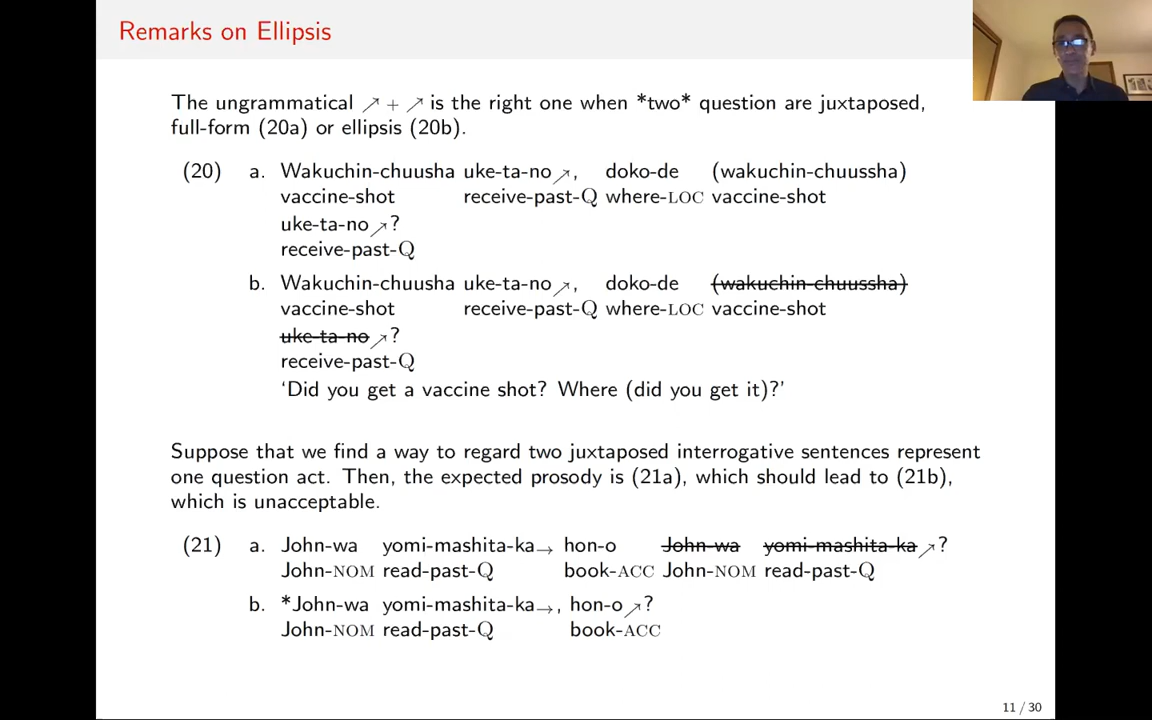 Remarks on Ellipsis
The ungrammatical ↗ + ↗ is the right one when *two* question are juxtaposed,
full-form (20a) or ellipsis (20b).
(20) a. Wakuchin-chuusha uke-ta-no↗, doko-de (wakuchin-chuussha)
vaccine-shot receive-past-Q where-LOC vaccine-shot
uke-ta-no↗?
receive-past-Q
b. Wakuchin-chuusha uke-ta-no↗, doko-de (wakuchin-chuussha)
vaccine-shot receive-past-Q where-LOC vaccine-shot
uke-ta-no↗?
receive-past-Q
‘Did you get a vaccine shot? Where (did you get it)?’
Suppose that we find a way to regard two juxtaposed interrogative sentences represent
one question act. Then, the expected prosody is (21a), which should lead to (21b),
which is unacceptable.
(21) a. John-wa yomi-mashita-ka→ hon-o John-wa yomi-mashita-ka↗?
John-NOM read-past-Q book-ACC John-NOM read-past-Q
b. *John-wa yomi-mashita-ka→, hon-o↗?
John-NOM read-past-Q book-ACC
11 / 30